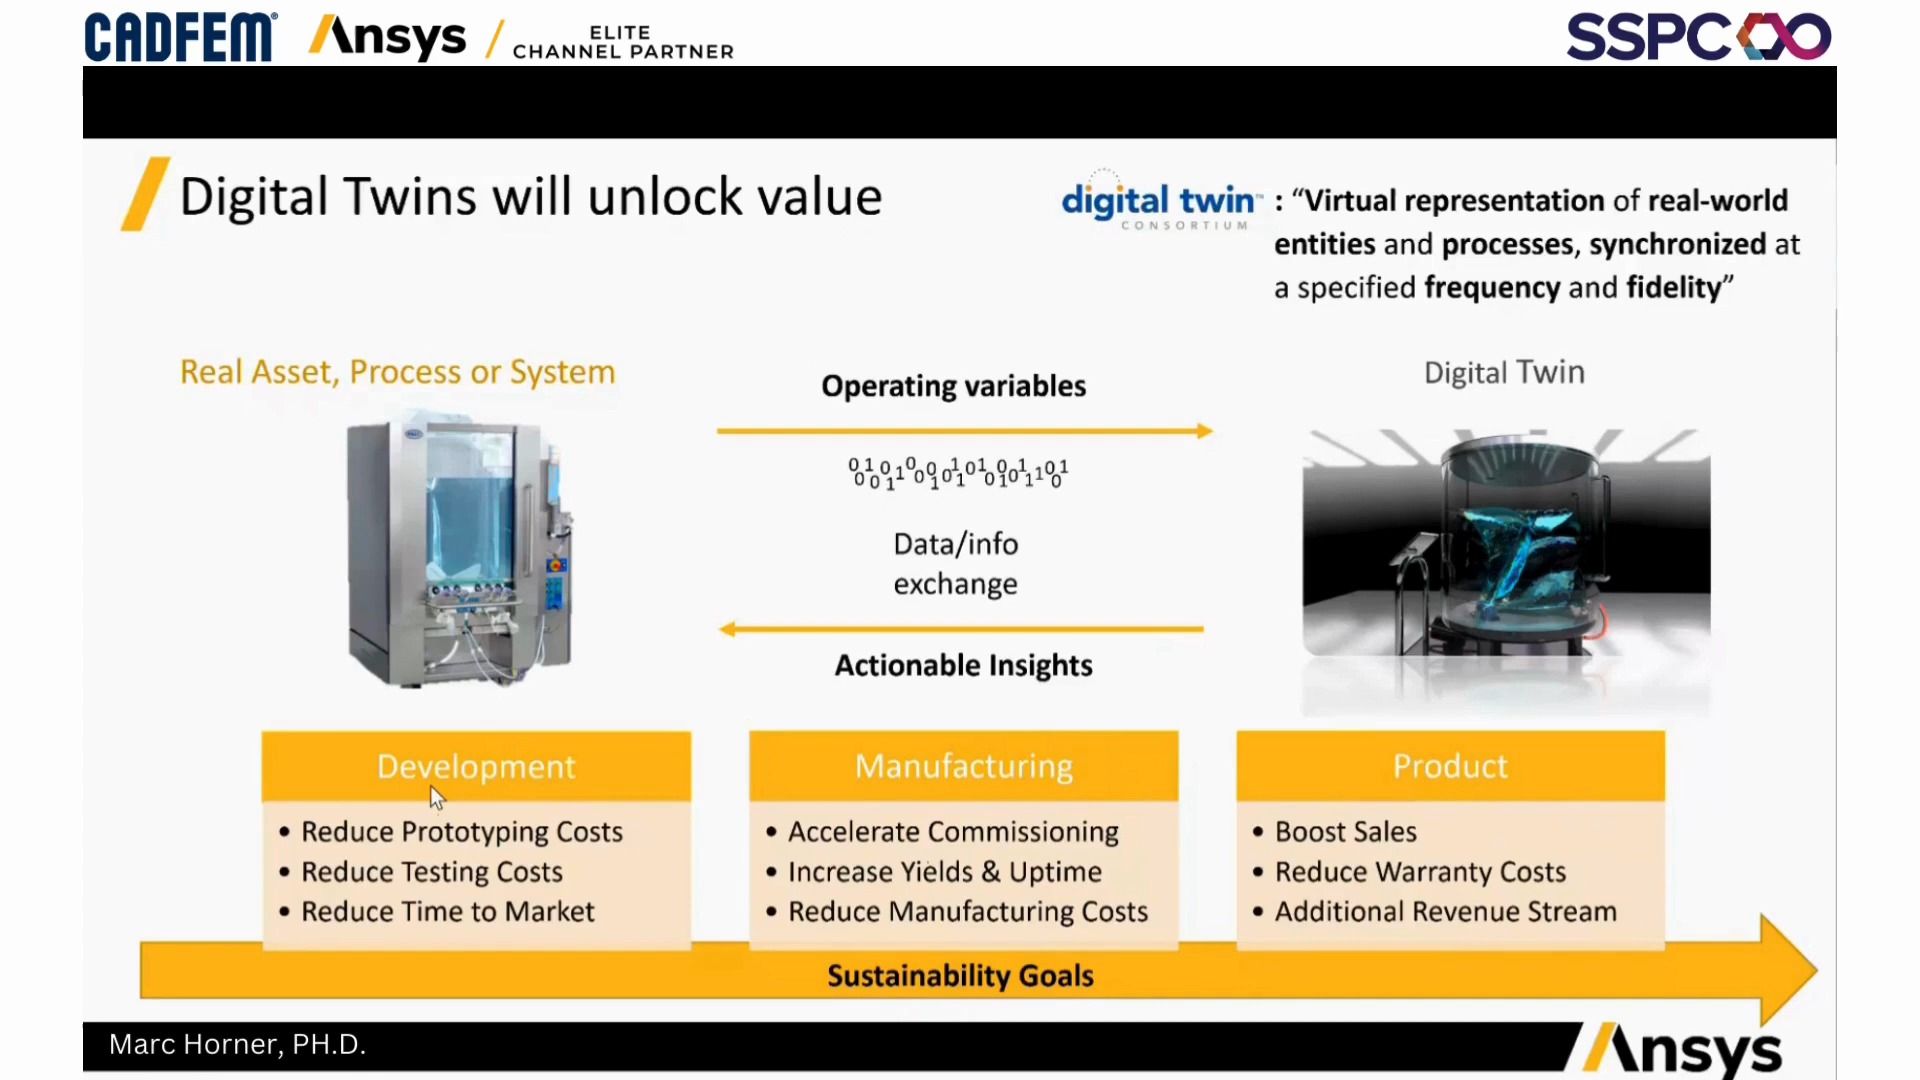 CADFEM® Ansys / ELITE CHANNEL PARTNER
SSPC
Digital Twins will unlock value
digital twin™
CONSORTIUM
: “Virtual representation of real-world
entities and processes, synchronized at
a specified frequency and fidelity”
Real Asset, Process or System
Operating variables
Digital Twin
Data/info
exchange
Actionable Insights
Development
• Reduce Prototyping Costs
• Reduce Testing Costs
• Reduce Time to Market
Manufacturing
• Accelerate Commissioning
• Increase Yields & Uptime
• Reduce Manufacturing Costs
Product
• Boost Sales
• Reduce Warranty Costs
• Additional Revenue Stream
Sustainability Goals
Marc Horner, PH.D.
Ansys